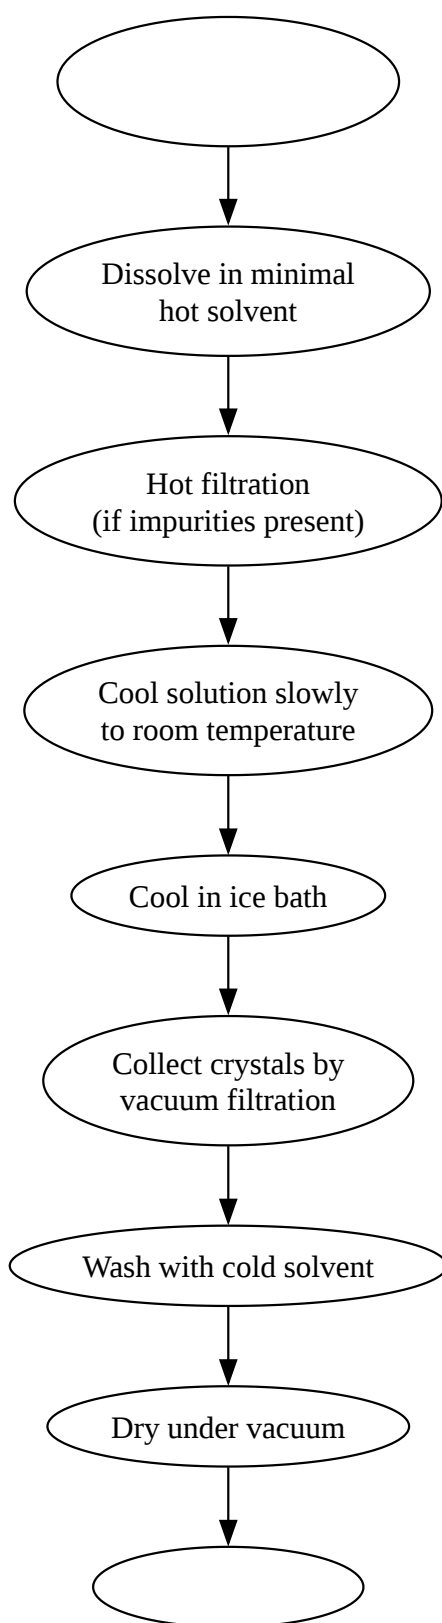 Dissolve in minimal
hot solvent
Hot filtration
(if impurities present)
Cool solution slowly
to room temperature
Cool in ice bath
Collect crystals by
vacuum filtration
Wash with cold solvent
Dry under vacuum